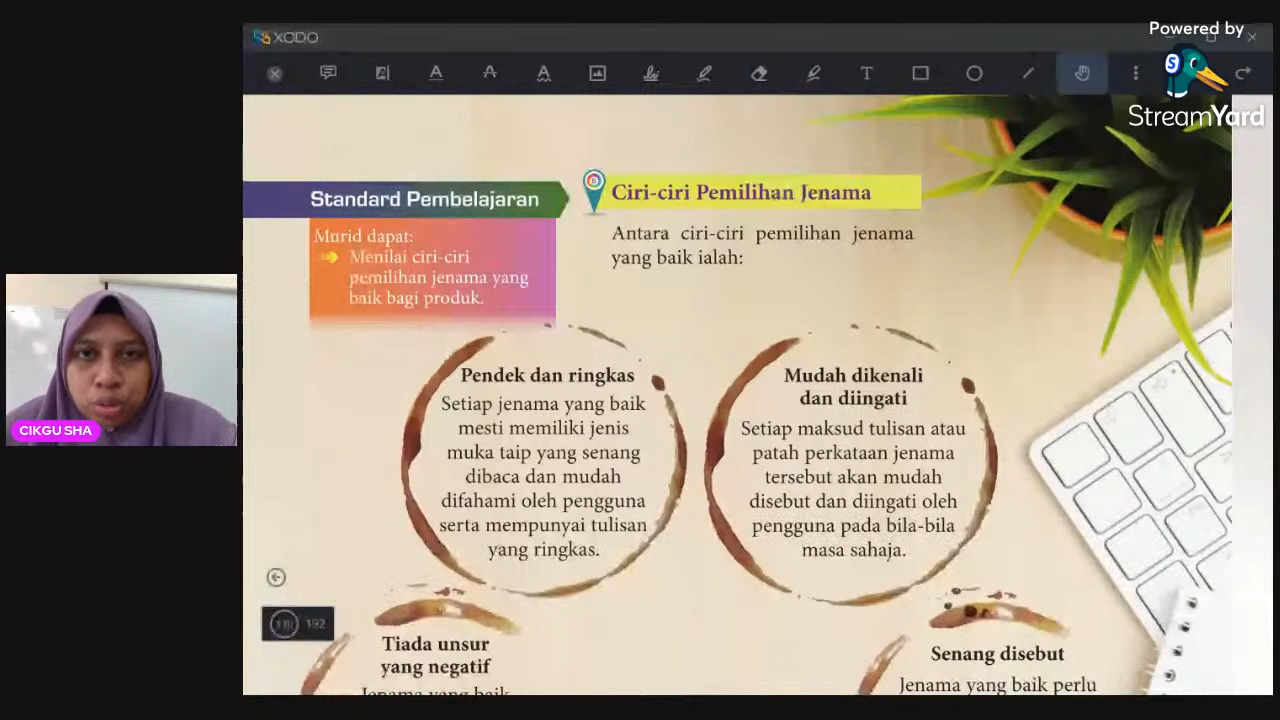 Powered by
StreamYard
XODO
Standard Pembelajaran
Murid dapat:
Menilai ciri-ciri
pemilihan jenama yang
baik bagi produk.
Ciri-ciri Pemilihan Jenama
Antara ciri-ciri pemilihan jenama
yang baik ialah:
Pendek dan ringkas
Setiap jenama yang baik
mesti memiliki jenis
muka taip yang senang
dibaca dan mudah
difahami oleh pengguna
serta mempunyai tulisan
yang ringkas.
Mudah dikenali
dan diingati
Setiap maksud tulisan atau
patah perkataan jenama
tersebut akan mudah
disebut dan diingati oleh
pengguna pada bila-bila
masa sahaja.
CIKGU SHA
192
Tiada unsur
yang negatif
Jenama yang baik
Senang disebut
Jenama yang baik perlu